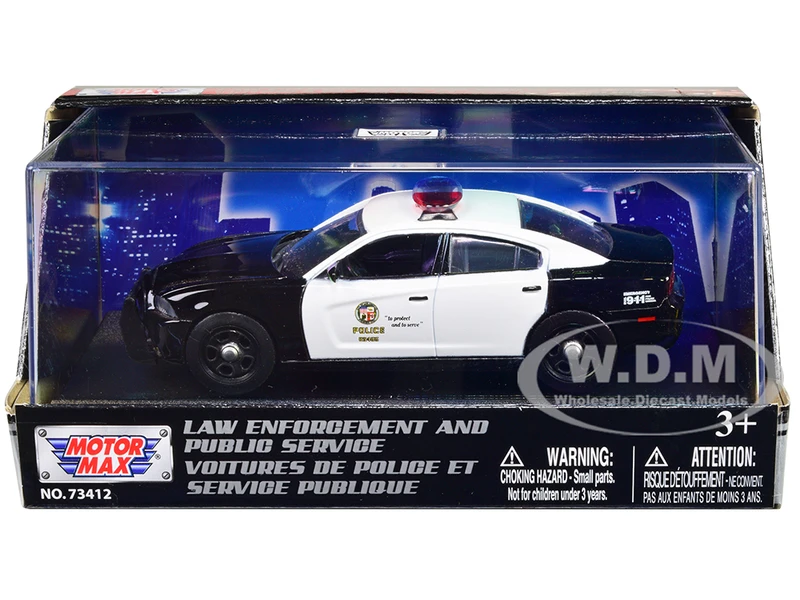 "to protect
and to serve"
POLICE
EMERGENCY
911
W.D.M
Wholesale-Diecast Models
3+
MOTOR
MAX
®
NO. 73412
LAW ENFORCEMENT AND
PUBLIC SERVICE
VOITURES DE POLICE ET
SERVICE PUBLIQUE
WARNING:
CHOKING HAZARD - Small parts.
Not for children under 3 years.
ATTENTION:
RISQUE D'ÉTOUFFEMENT - NE CONVIENT
PAS AUX ENFANTS DE MOINS 3 ANS.